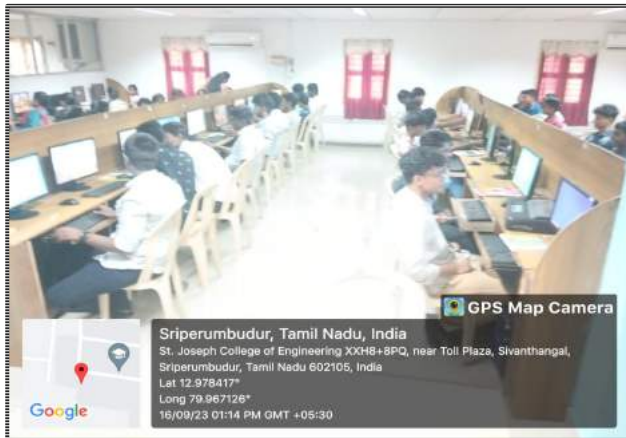 GPS Map Camera
Sriperumbudur, Tamil Nadu, India
St. Joseph College of Engineering XXH8+8PQ, near Toll Plaza, Sivanthangal,
Sriperumbudur, Tamil Nadu 602105, India
Lat 12.978417°
Long 79.967126°
16/09/23 01:14 PM GMT +05:30
Google